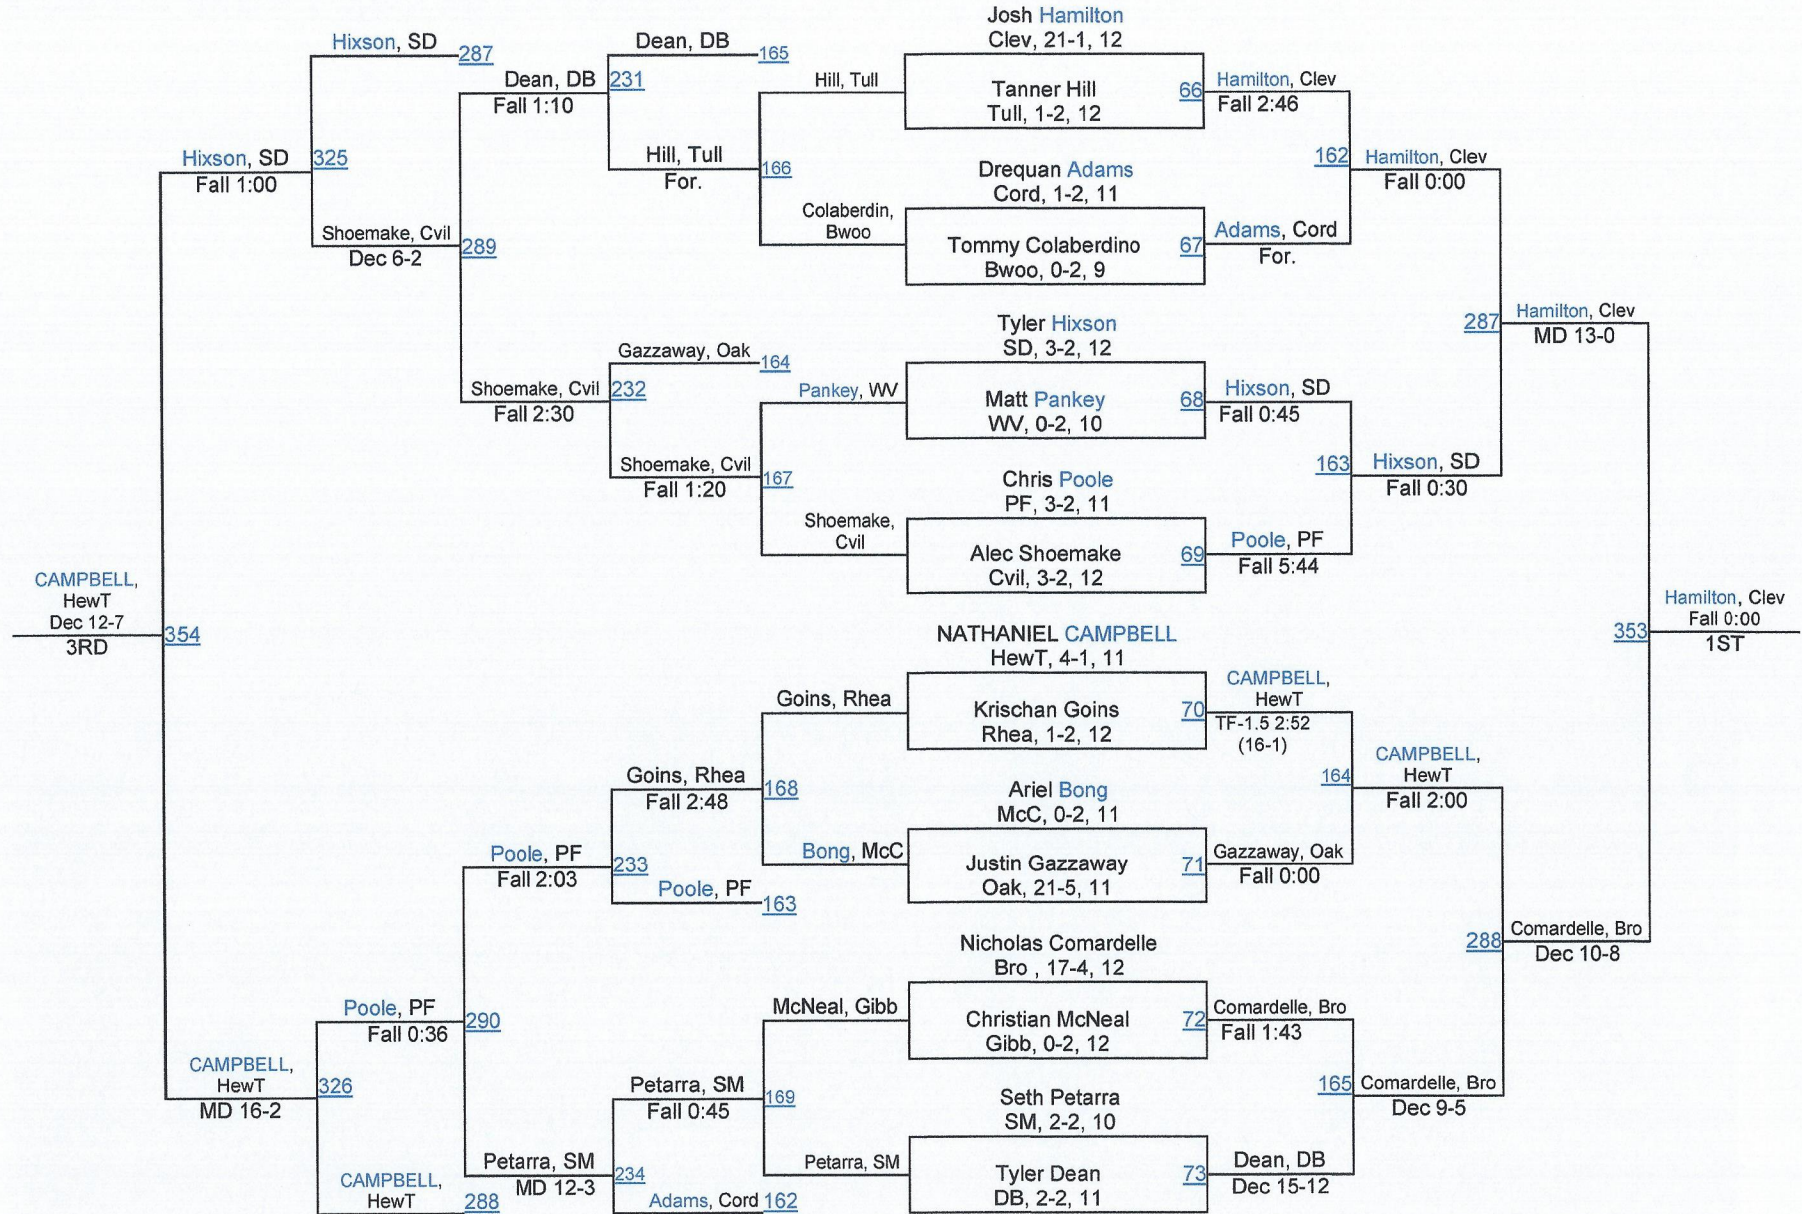 Josh Hamilton
Clev, 21-1, 12
Tanner Hill
Tull, 1-2, 12
66
Drequan Adams
Cord, 1-2, 11
Tommy Colaberdino
Bwoo, 0-2, 9
67
Tyler Hixson
SD, 3-2, 12
Matt Pankey
WV, 0-2, 10
68
Chris Poole
PF, 3-2, 11
Alec Shoemake
Cvil, 3-2, 12
69
NATHANIEL CAMPBELL
HewT, 4-1, 11
Krischan Goins
Rhea, 1-2, 12
70
Ariel Bong
McC, 0-2, 11
Justin Gazzaway
Oak, 21-5, 11
71
Nicholas Comardelle
Bro , 17-4, 12
Christian McNeal
Gibb, 0-2, 12
72
Seth Petarra
SM, 2-2, 10
Tyler Dean
DB, 2-2, 11
73
Hamilton, Clev
Fall 2:46
Adams, Cord
For.
162
Hixson, SD
Fall 0:45
Poole, PF
Fall 5:44
163
CAMPBELL,
HewT
TF-1.5 2:52
(16-1)
Gazzaway, Oak
Fall 0:00
164
Comardelle, Bro
Fall 1:43
Dean, DB
Dec 15-12
165
Hamilton, Clev
Fall 0:00
Hixson, SD
Fall 0:30
287
CAMPBELL,
HewT
Fall 2:00
Comardelle, Bro
Dec 9-5
288
Hamilton, Clev
MD 13-0
Comardelle, Bro
Dec 10-8
353
Hamilton, Clev
Fall 0:00
1ST
Hill, Tull
Colaberdin,
Bwoo
166
Pankey, WV
Shoemake,
Cvil
167
Goins, Rhea
Bong, McC
168
McNeal, Gibb
Petarra, SM
169
Dean, DB
165
Hill, Tull
For.
231
Gazzaway, Oak
164
Shoemake, Cvil
Fall 1:20
232
Goins, Rhea
Fall 2:48
Poole, PF
163
233
Petarra, SM
Fall 0:45
Adams, Cord
162
234
Dean, DB
Fall 1:10
Shoemake, Cvil
Fall 2:30
289
Poole, PF
Fall 2:03
Petarra, SM
MD 12-3
290
Hixson, SD
287
Shoemake, Cvil
Dec 6-2
325
Poole, PF
Fall 0:36
CAMPBELL,
HewT
288
326
Hixson, SD
Fall 1:00
CAMPBELL,
HewT
MD 16-2
354
CAMPBELL,
HewT
Dec 12-7
3RD